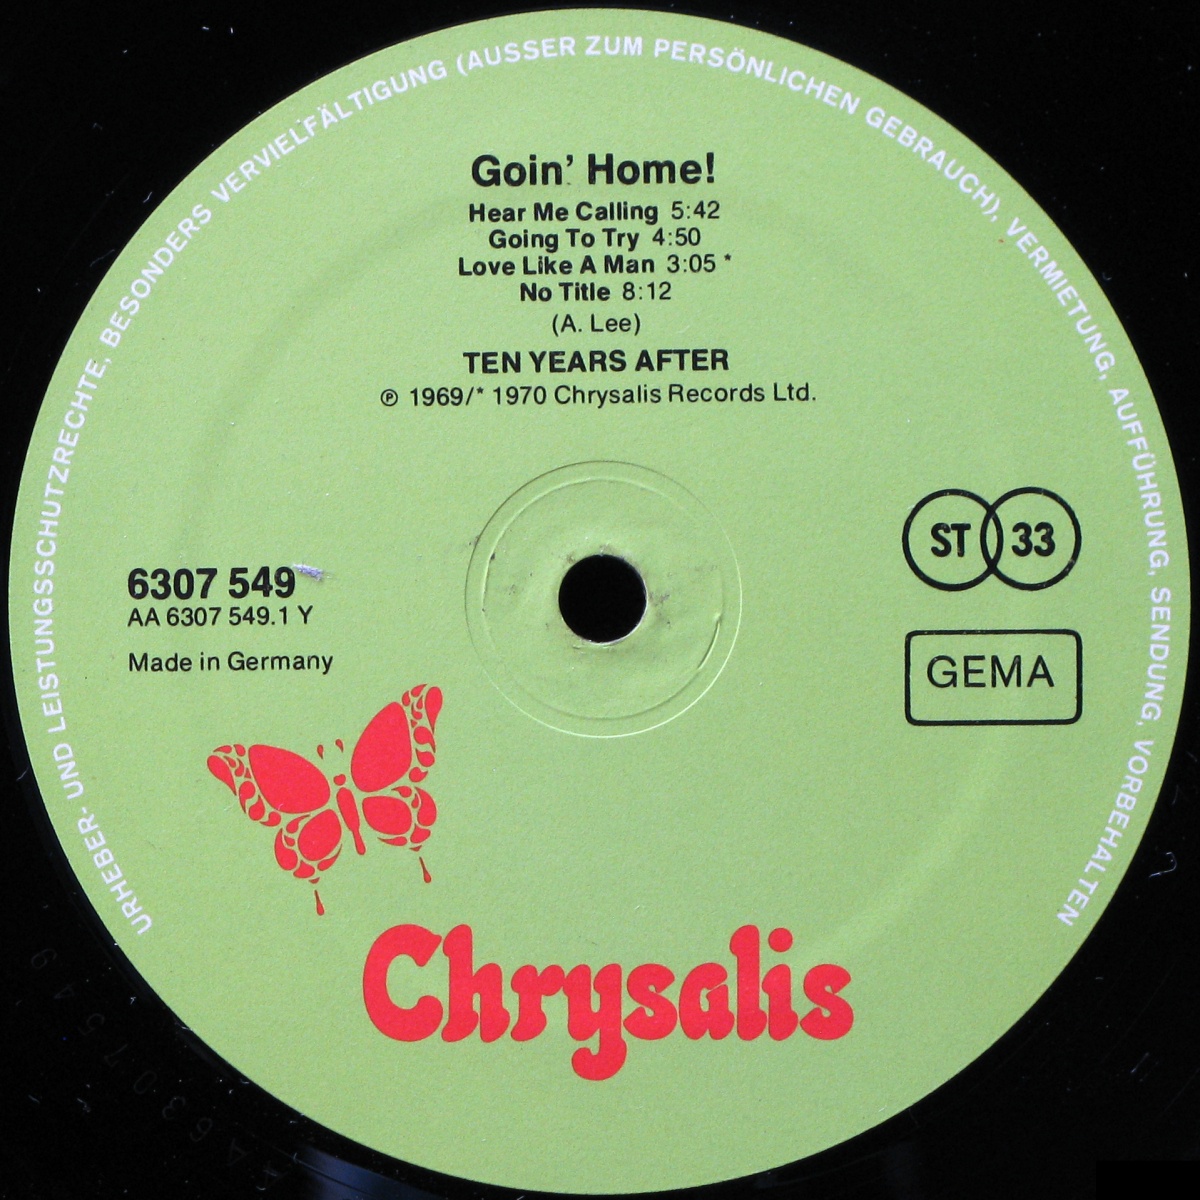 URHEBER- UND LEISTUNGSSCHUTZRECHTE, BESONDERS VERVIELFÄLTIGUNG (AUSSER ZUM PERSÖNLICHEN GEBRAUCH), VERMIETUNG, AUFFÜHRUNG, SENDUNG, VORBEHALTEN
Goin' Home!
Hear Me Calling 5:42
Going To Try 4:50
Love Like A Man 3:05 *
No Title 8:12
(A. Lee)
TEN YEARS AFTER
℗ 1969/* 1970 Chrysalis Records Ltd.
ST 33
6307 549
AA 6307 549.1 Y
Made in Germany
GEMA
Chrysalis